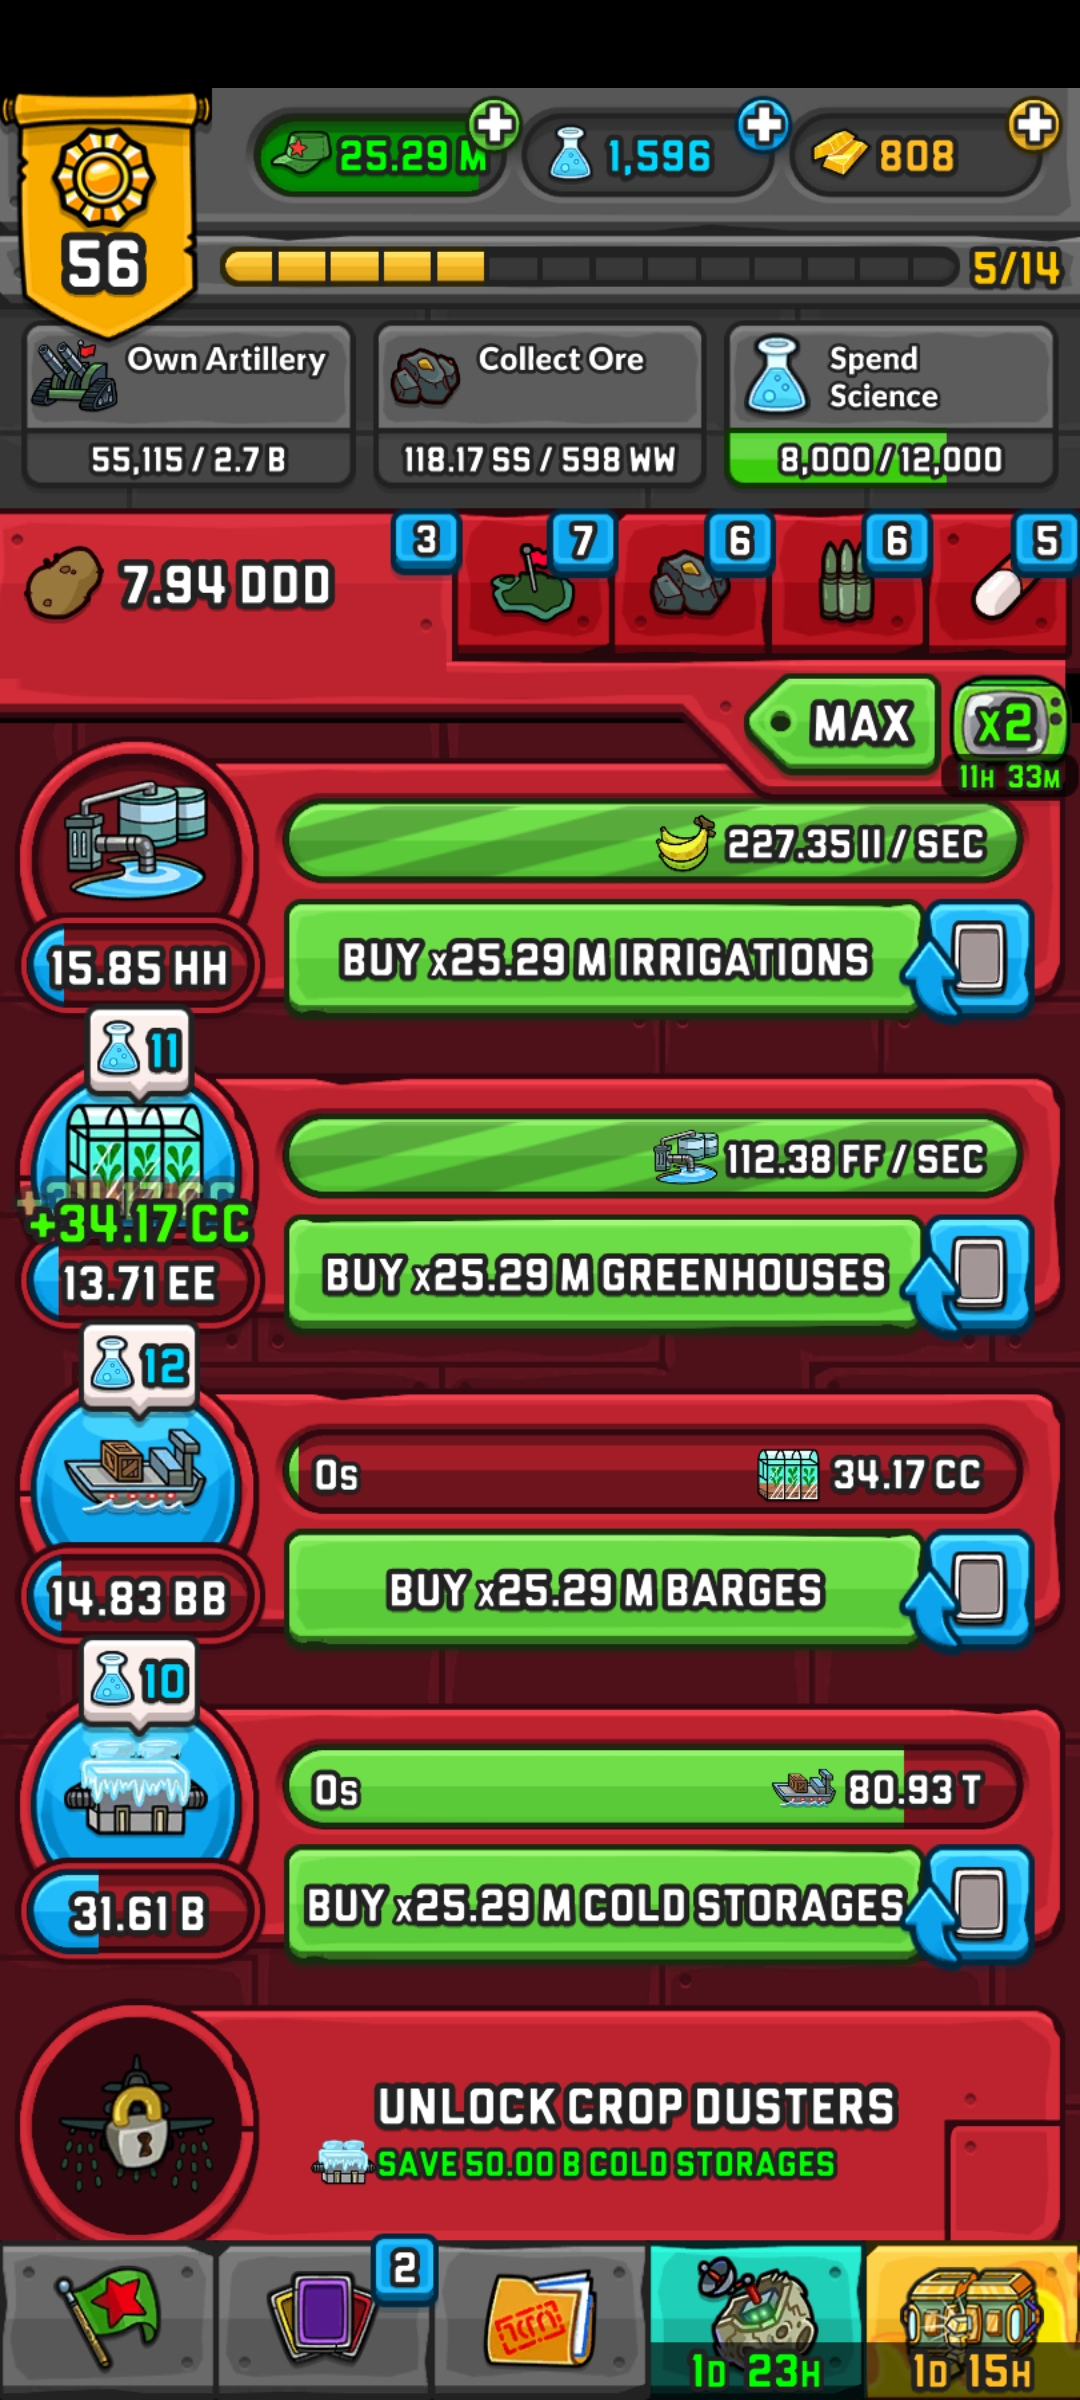 56
25.29 M
1,596
808
5/14
Own Artillery
55,115 / 2.7 B
Collect Ore
118.17 SS / 598 WW
Spend
Science
8,000 / 12,000
7.94 DDD
3
7
6
6
5
MAX
x2
11H 33M
227.35 II / SEC
15.85 HH
BUY x25.29 M IRRIGATIONS
11
112.38 FF / SEC
+34.17 CC
13.71 EE
BUY x25.29 M GREENHOUSES
12
0s
34.17 CC
14.83 BB
BUY x25.29 M BARGES
10
0s
80.93 T
31.61 B
BUY x25.29 M COLD STORAGES
UNLOCK CROP DUSTERS
SAVE 50.00 B COLD STORAGES
2
1D 23H
1D 15H